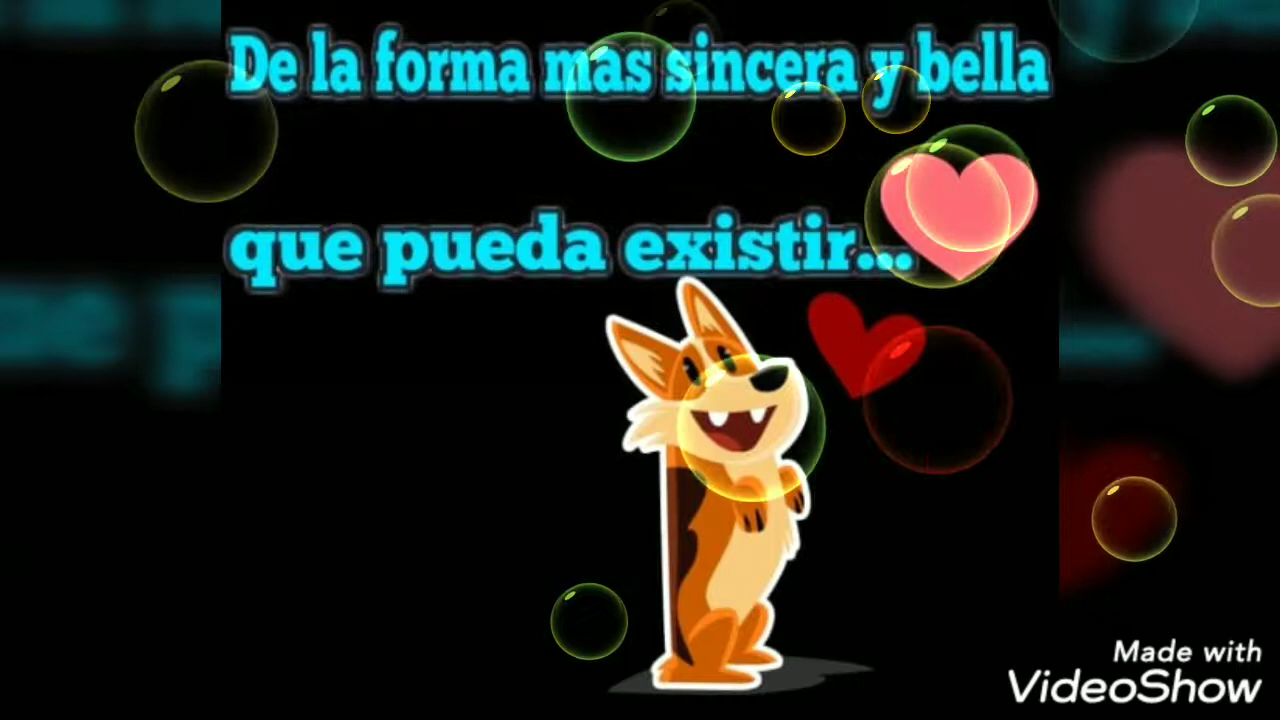 De la forma mas sincera y bella
que pueda existir...
Made with
VideoShow